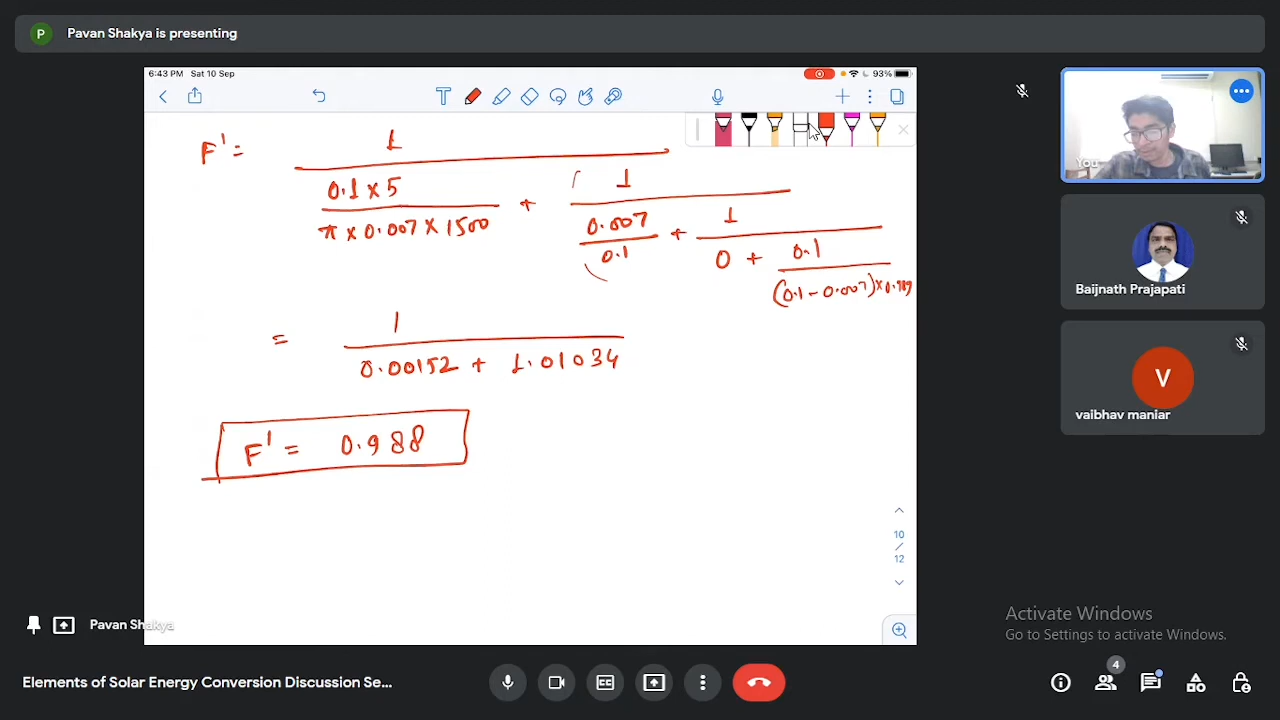 P Pavan Shakya is presenting
6:43 PM Sat 10 Sep
93%
F' = 1
0.1 x 5
π x 0.007 x 1500
+
1
0.007
0.1
+
1
0 + 0.1
(0.1 - 0.007) x 0.989
= 1
0.00152 + 1.01034
F' = 0.988
10
/
12
You
Baijnath Prajapati
V
vaibhav maniar
Pavan Shakya
Activate Windows
Go to Settings to activate Windows.
Elements of Solar Energy Conversion Discussion Se...
CC
4